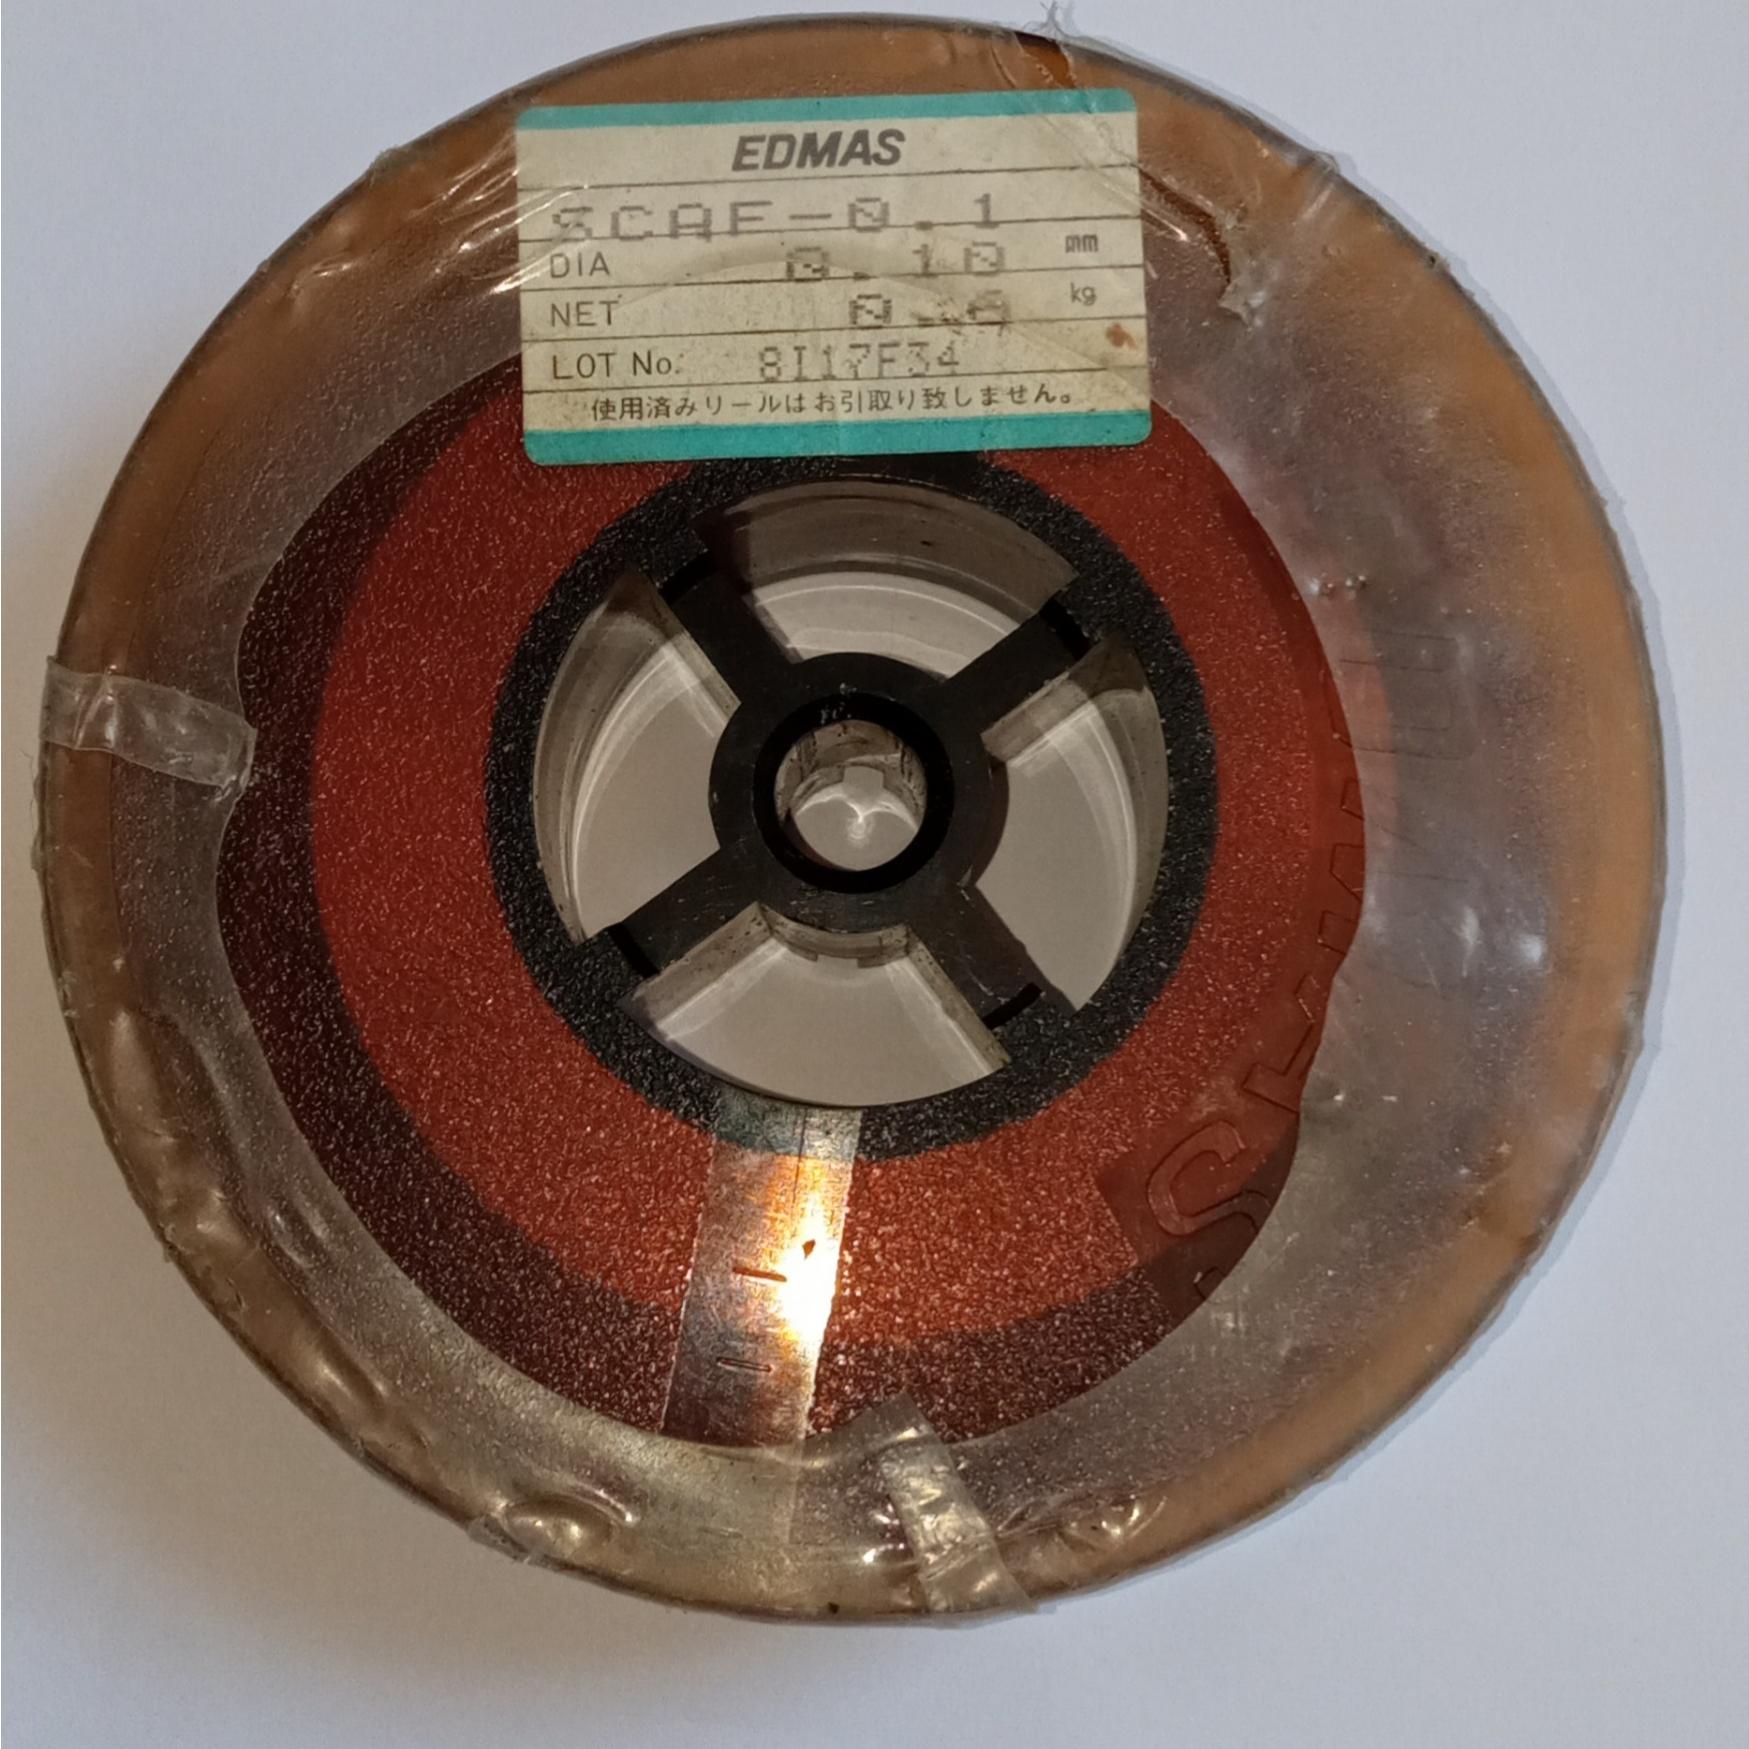 EDMAS
SCAF-0.1
DIA 0.10 mm
NET kg
LOT No. 8I17F34
使用済みリールはお引取り致しません。